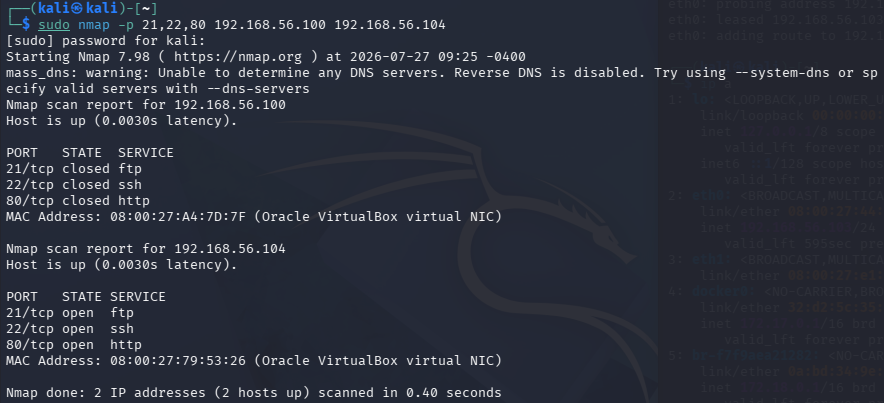 ┌──(kali㉿kali)-[~]
└─$ sudo nmap -p 21,22,80 192.168.56.100 192.168.56.104
[sudo] password for kali:
Starting Nmap 7.98 ( https://nmap.org ) at 2026-07-27 09:25 -0400
mass_dns: warning: Unable to determine any DNS servers. Reverse DNS is disabled. Try using --system-dns or sp
ecify valid servers with --dns-servers
Nmap scan report for 192.168.56.100
Host is up (0.0030s latency).

PORT   STATE  SERVICE
21/tcp closed ftp
22/tcp closed ssh
80/tcp closed http
MAC Address: 08:00:27:A4:7D:7F (Oracle VirtualBox virtual NIC)

Nmap scan report for 192.168.56.104
Host is up (0.0030s latency).

PORT   STATE SERVICE
21/tcp open  ftp
22/tcp open  ssh
80/tcp open  http
MAC Address: 08:00:27:79:53:26 (Oracle VirtualBox virtual NIC)

Nmap done: 2 IP addresses (2 hosts up) scanned in 0.40 seconds